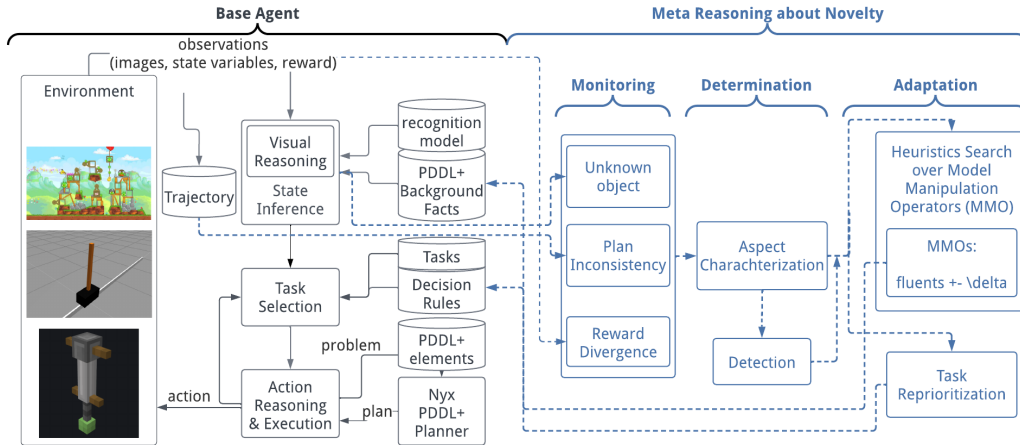 Base Agent
Meta Reasoning about Novelty
observations
(images, state variables, reward)
Environment
Visual
Reasoning
State
Inference
recognition
model
PDDL+
Background
Facts
Trajectory
Task
Selection
Tasks
Decision
Rules
problem
PDDL+
elements
Action
Reasoning
& Execution
action
plan
Nyx
PDDL+
Planner
Monitoring
Unknown
object
Plan
Inconsistency
Reward
Divergence
Determination
Aspect
Charachterization
Detection
Adaptation
Heuristics Search
over Model
Manipulation
Operators (MMO)
MMOs:
fluents +- \delta
Task
Reprioritization